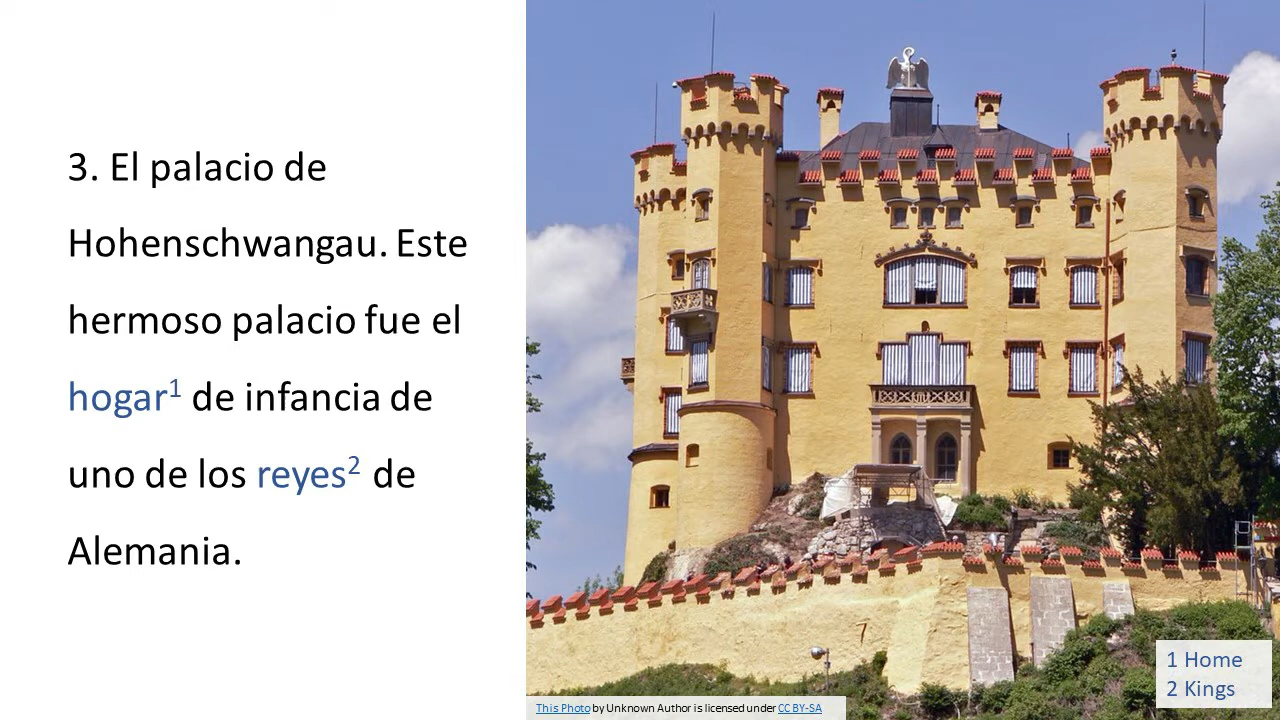 3. El palacio de
Hohenschwangau. Este
hermoso palacio fue el
hogar¹ de infancia de
uno de los reyes² de
Alemania.
1 Home
2 Kings
This Photo by Unknown Author is licensed under CC BY-SA